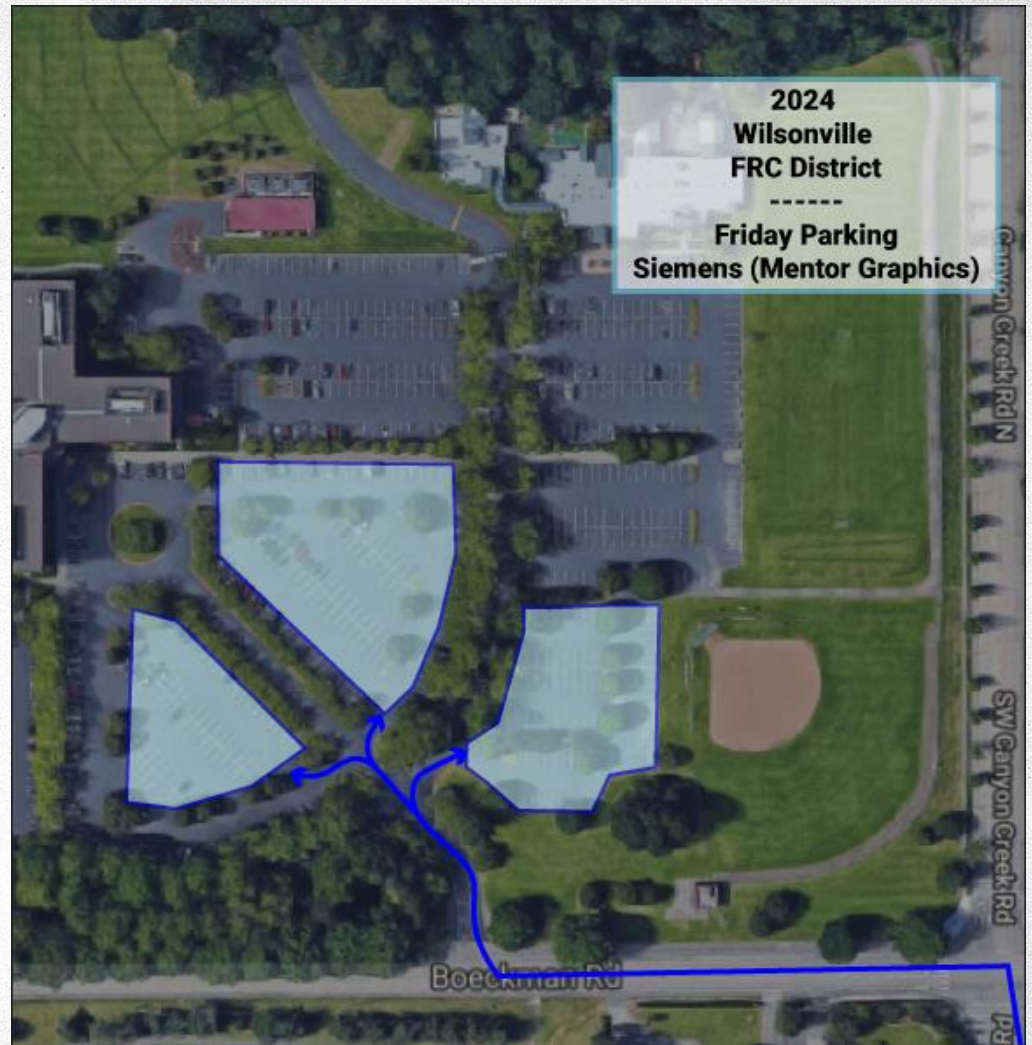 2024
Wilsonville
FRC District
------
Friday Parking
Siemens (Mentor Graphics)
Canyon Creek Rd N
SW Canyon Creek Rd
Boeckman Rd